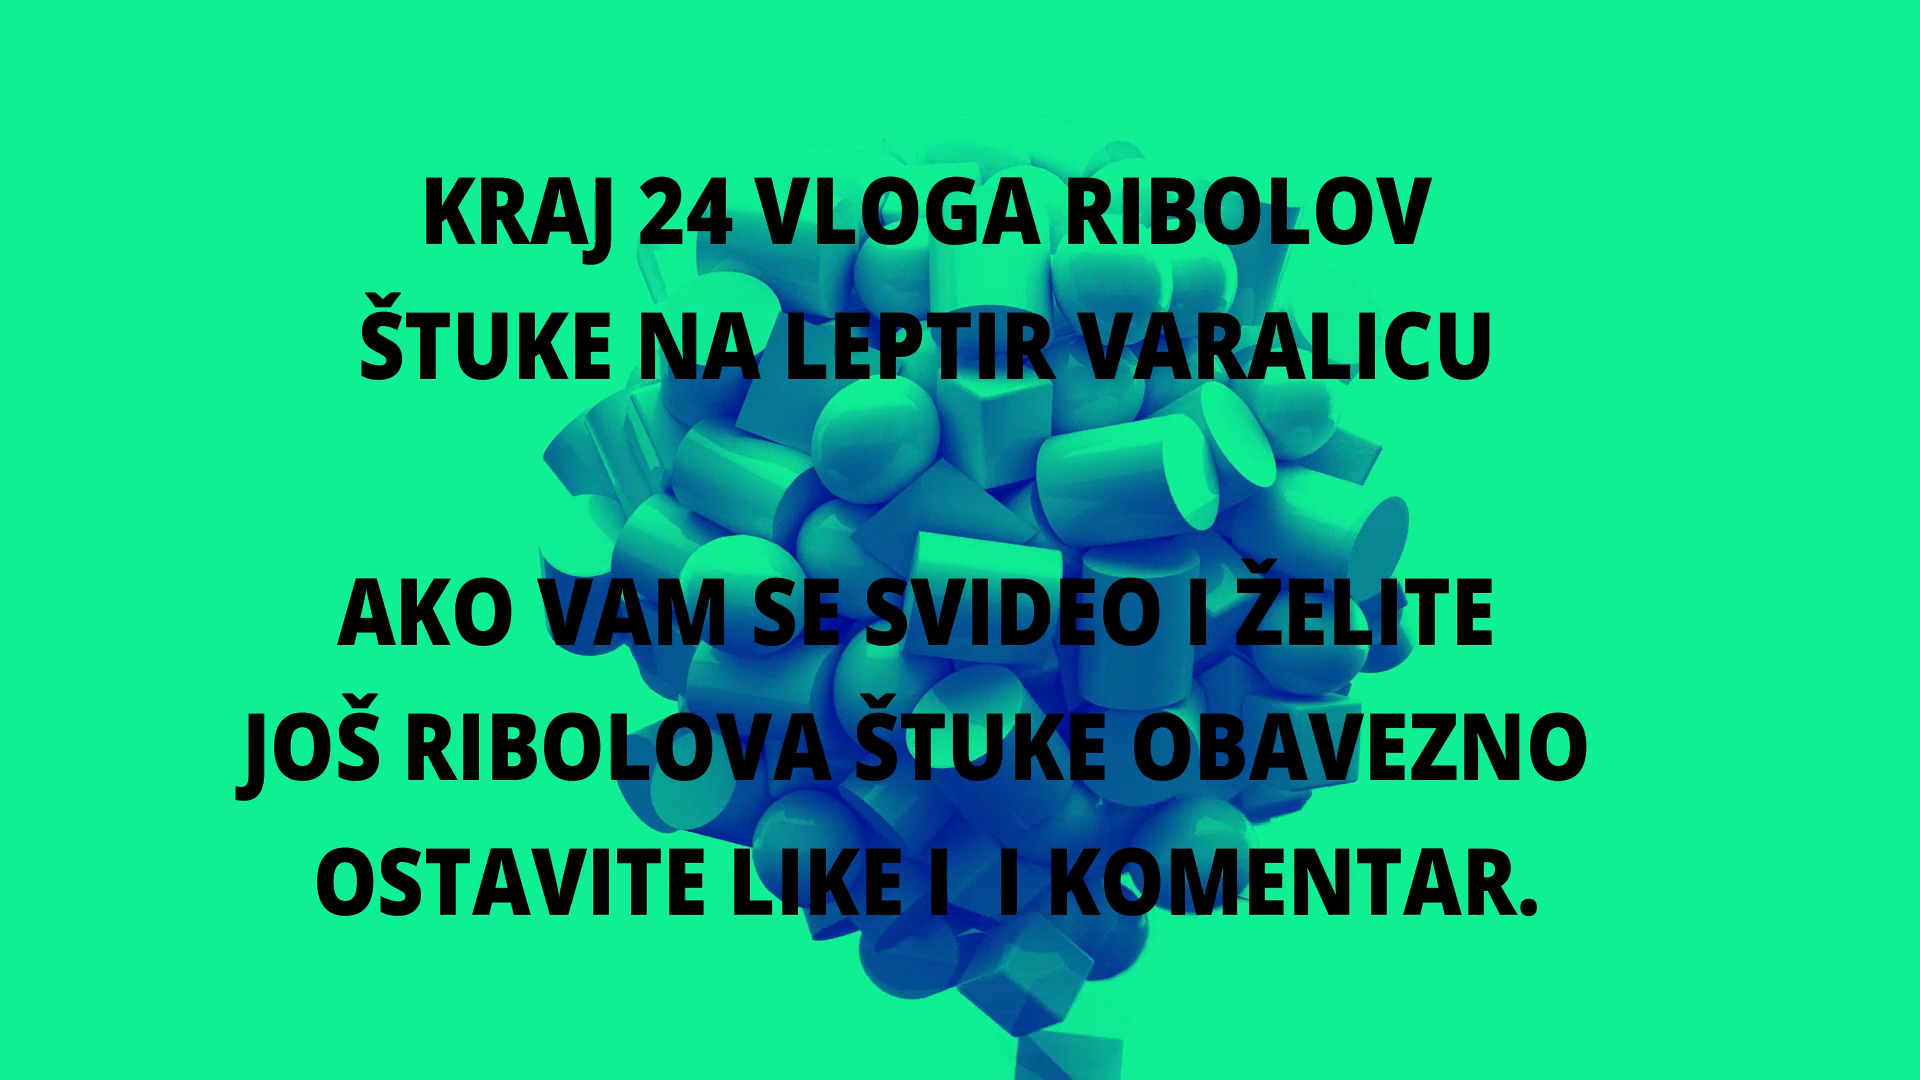 KRAJ 24 VLOGA RIBOLOV
ŠTUKE NA LEPTIR VARALICU
AKO VAM SE SVIDEO I ŽELITE
JOŠ RIBOLOVA ŠTUKE OBAVEZNO
OSTAVITE LIKE I  I KOMENTAR.